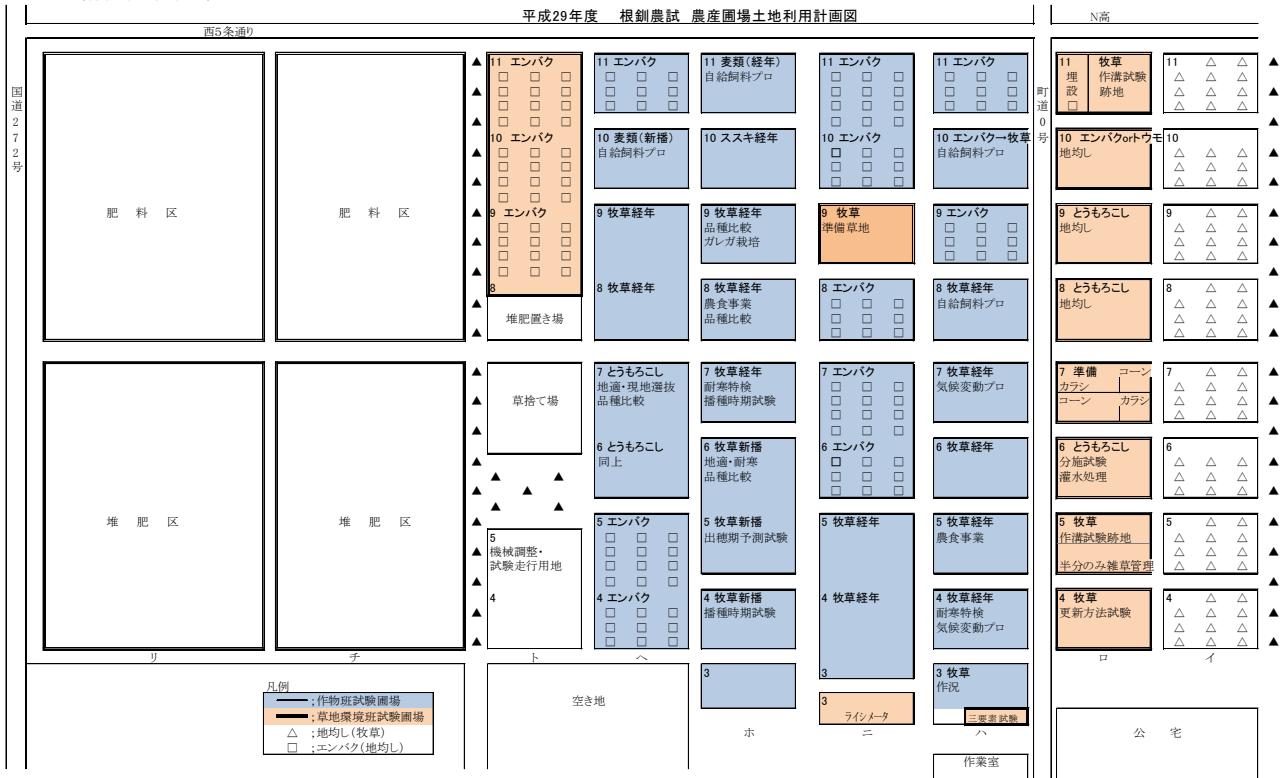 平成29年度 根釧農試 農産圃場土地利用計画図
N高
西5条通り
国道272号
町道0号
肥 料 区
肥 料 区
堆 肥 区
堆 肥 区
リ
チ
11 エンバク
□ □ □
□ □ □
□ □ □
□ □ □
10 エンバク
□ □ □
□ □ □
□ □ □
□ □ □
9 エンバク
□ □ □
□ □ □
□ □ □
□ □ □
8
堆肥置き場
草捨て場
5
機械調整・
試験走行用地
4
ト
11 エンバク
□ □ □
□ □ □
□ □ □
10 麦類(新播)
自給飼料プロ
9 牧草経年
8 牧草経年
7 とうもろこし
地適・現地選抜
品種比較
6 とうもろこし
同上
5 エンバク
□ □ □
□ □ □
□ □ □
□ □ □
4 エンバク
□ □ □
□ □ □
□ □ □
ヘ
11 麦類(経年)
自給飼料プロ
10 ススキ経年
9 牧草経年
品種比較
ガレガ栽培
8 牧草経年
農食事業
品種比較
7 牧草経年
耐寒特検
播種時期試験
6 牧草新播
地適・耐寒
品種比較
5 牧草新播
出穂期予測試験
4 牧草新播
播種時期試験
3
ホ
11 エンバク
□ □ □
□ □ □
□ □ □
□ □ □
10 エンバク
□ □ □
□ □ □
□ □ □
9 牧草
準備草地
8 エンバク
□ □ □
□ □ □
□ □ □
7 エンバク
□ □ □
□ □ □
□ □ □
□ □ □
6 エンバク
□ □ □
□ □ □
□ □ □
5 牧草経年
4 牧草経年
3
3
ライシメータ
ニ
11 エンバク
□ □ □
□ □ □
□ □ □
10 エンバク→牧草
自給飼料プロ
9 エンバク
□ □ □
□ □ □
□ □ □
8 牧草経年
自給飼料プロ
7 牧草経年
気候変動プロ
6 牧草経年
5 牧草経年
農食事業
4 牧草経年
耐寒特検
気候変動プロ
3 牧草
作況
三要素試験
ハ
作業室
11 牧草
埋設□
作溝試験
跡地
10 エンバクorトウモ
地均し
9 とうもろこし
地均し
8 とうもろこし
地均し
7 準備 コーン
カラシ
コーン カラシ
6 とうもろこし
分施試験
灌水処理
5 牧草
作溝試験跡地
半分のみ雑草管理
4 牧草
更新方法試験
ロ
11 △ △
△ △ △
△ △ △
△ △ △
10
△ △ △
△ △ △
△ △ △
9 △ △
△ △ △
△ △ △
△ △ △
8 △ △
△ △ △
△ △ △
△ △ △
7 △ △
△ △ △
△ △ △
△ △ △
6
△ △ △
△ △ △
△ △ △
5 △ △
△ △ △
△ △ △
△ △ △
4 △ △
△ △ △
△ △ △
△ △ △
イ
公 宅
空き地
凡例
;作物班試験圃場
;草地環境班試験圃場
△ ;地均し(牧草)
□ ;エンバク(地均し)